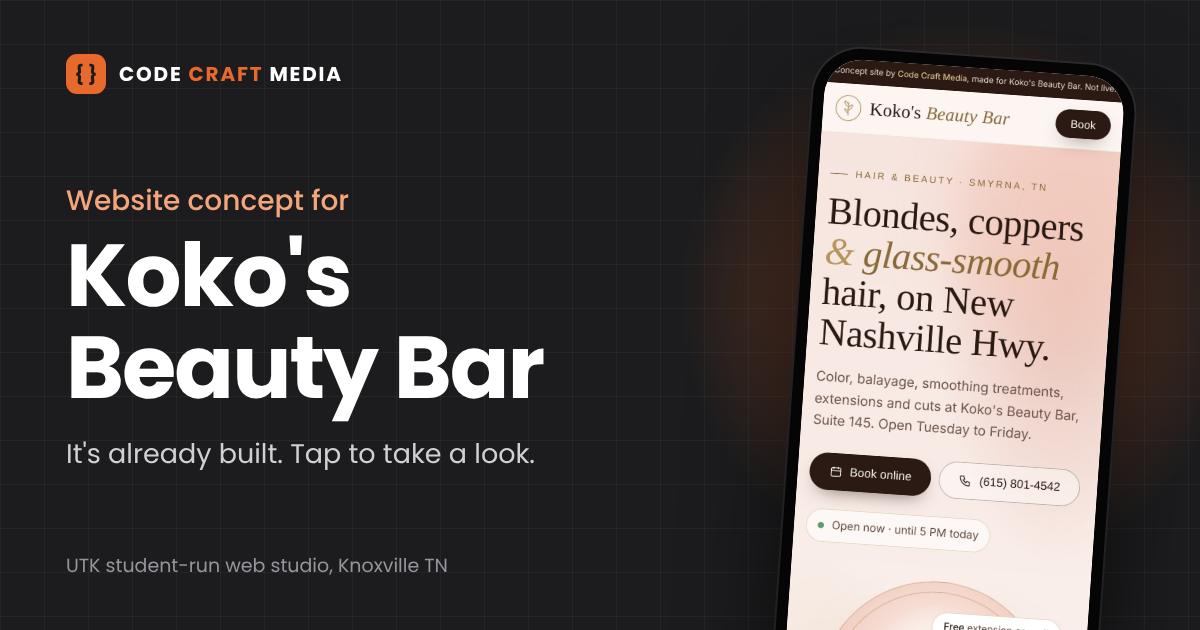 { } CODE CRAFT MEDIA
Website concept for
Koko's
Beauty Bar
It's already built. Tap to take a look.
UTK student-run web studio, Knoxville TN
Concept site by Code Craft Media, made for Koko's Beauty Bar. Not live.
Koko's Beauty Bar
Book
HAIR & BEAUTY · SMYRNA, TN
Blondes, coppers
& glass-smooth
hair, on New
Nashville Hwy.
Color, balayage, smoothing treatments,
extensions and cuts at Koko's Beauty Bar,
Suite 145. Open Tuesday to Friday.
Book online
(615) 801-4542
Open now · until 5 PM today
Free extension